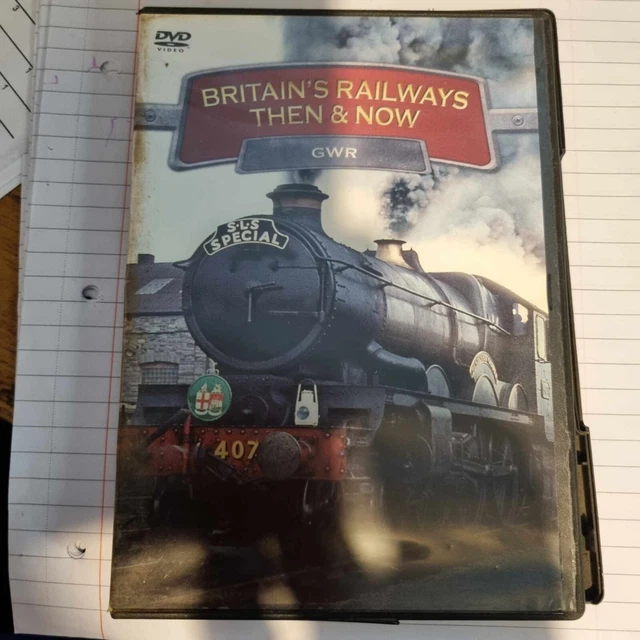 DVD
VIDEO
BRITAIN'S RAILWAYS
THEN & NOW
GWR
S.L.S
SPECIAL
407